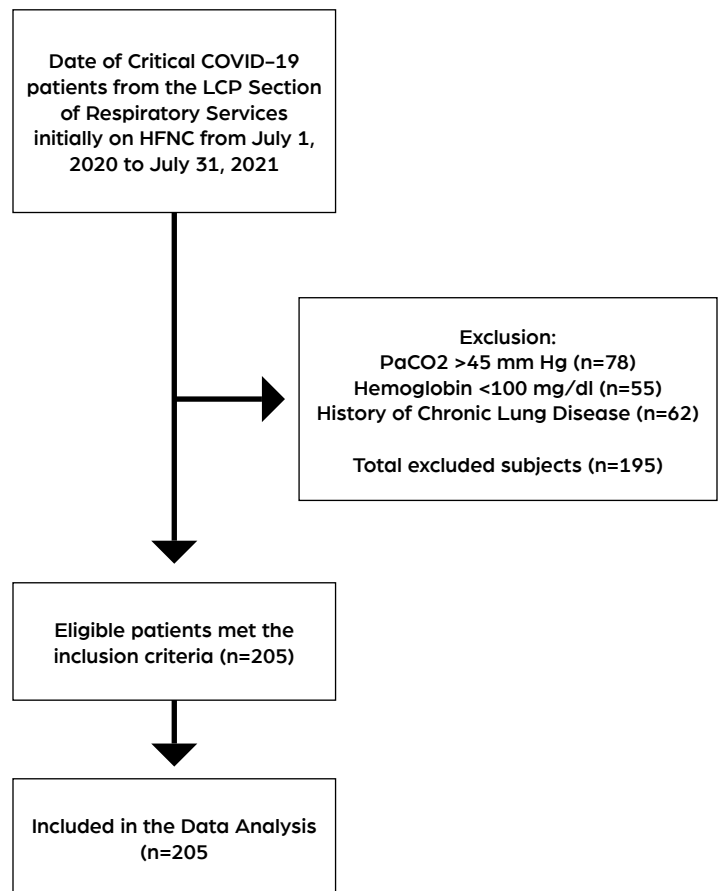 Date of Critical COVID-19
patients from the LCP Section
of Respiratory Services
initially on HFNC from July 1,
2020 to July 31, 2021
Exclusion:
PaCO2 >45 mm Hg (n=78)
Hemoglobin <100 mg/dl (n=55)
History of Chronic Lung Disease (n=62)
Total excluded subjects (n=195)
Eligible patients met the
inclusion criteria (n=205)
Included in the Data Analysis
(n=205